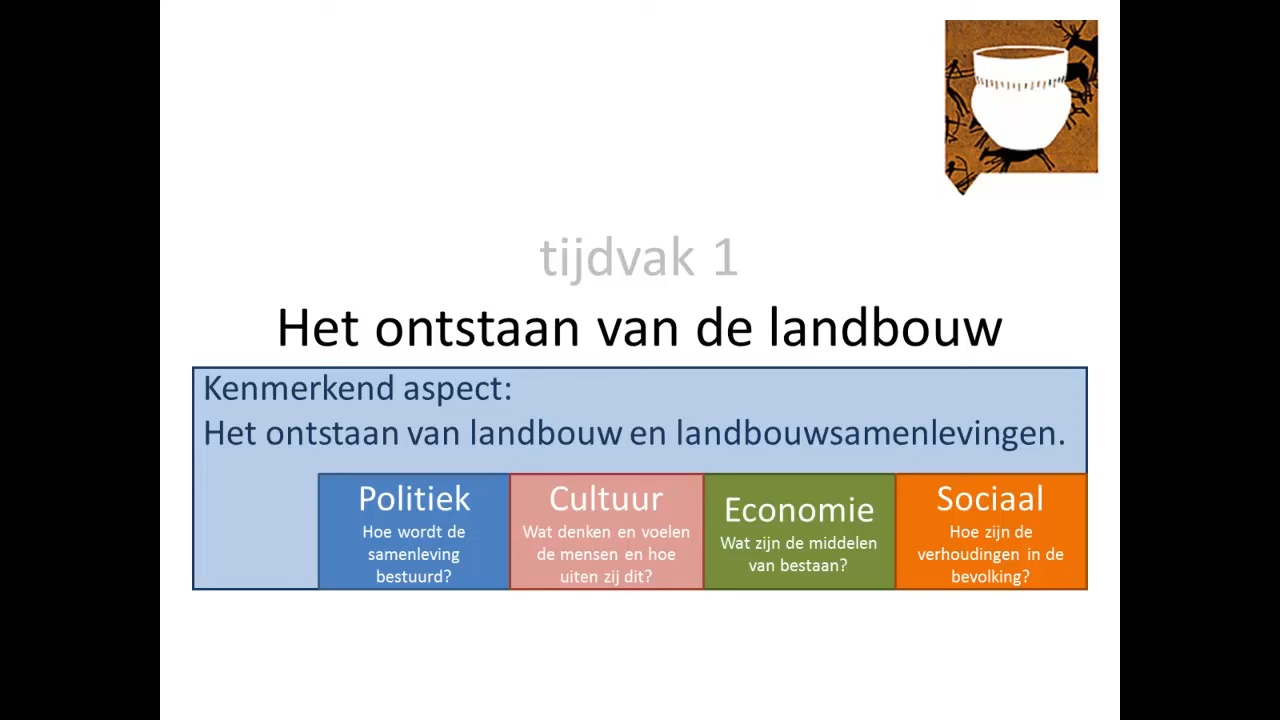 tijdvak 1
Het ontstaan van de landbouw
Kenmerkend aspect:
Het ontstaan van landbouw en landbouwsamenlevingen.
Politiek
Hoe wordt de
samenleving
bestuurd?
Cultuur
Wat denken en voelen
de mensen en hoe
uiten zij dit?
Economie
Wat zijn de middelen
van bestaan?
Sociaal
Hoe zijn de
verhoudingen in de
bevolking?